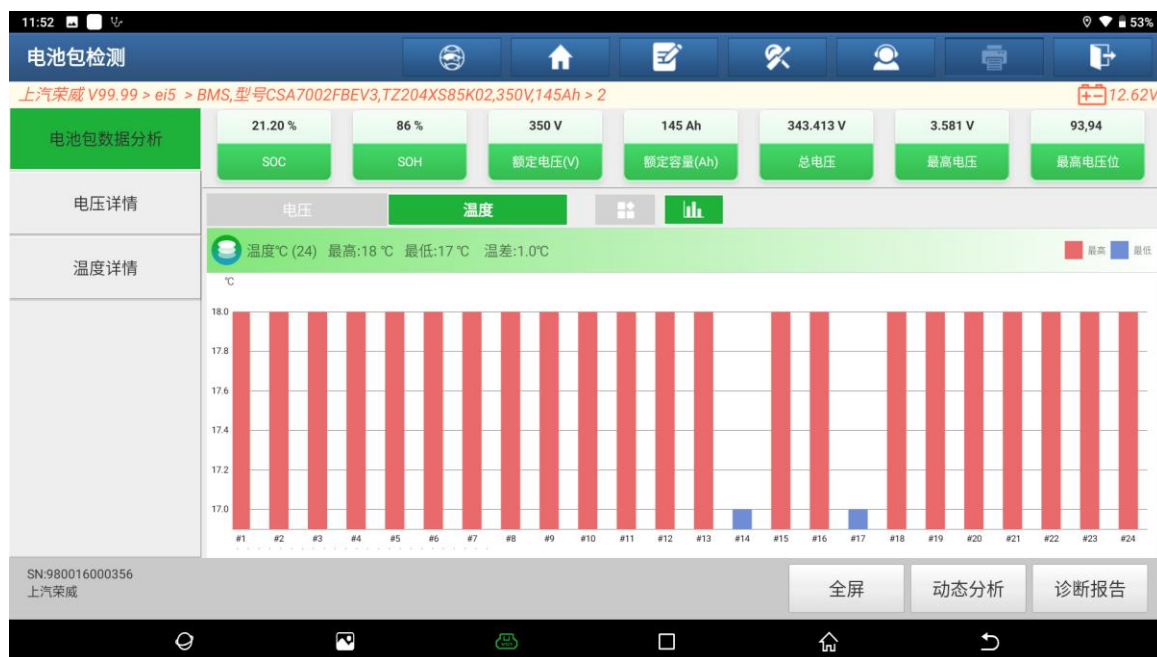 11:52
53%
电池包检测
上汽荣威 V99.99 > ei5 > BMS,型号CSA7002FBEV3,TZ204XS85K02,350V,145Ah > 2
12.62V
电池包数据分析
电压详情
温度详情
21.20 %
SOC
86 %
SOH
350 V
额定电压(V)
145 Ah
额定容量(Ah)
343.413 V
总电压
3.581 V
最高电压
93,94
最高电压位
电压
温度
温度℃ (24) 最高:18 ℃ 最低:17 ℃ 温差:1.0℃
最高
最低
℃
18.0
17.8
17.6
17.4
17.2
17.0
#1 #2 #3 #4 #5 #6 #7 #8 #9 #10 #11 #12 #13 #14 #15 #16 #17 #18 #19 #20 #21 #22 #23 #24
SN:980016000356
上汽荣威
全屏
动态分析
诊断报告